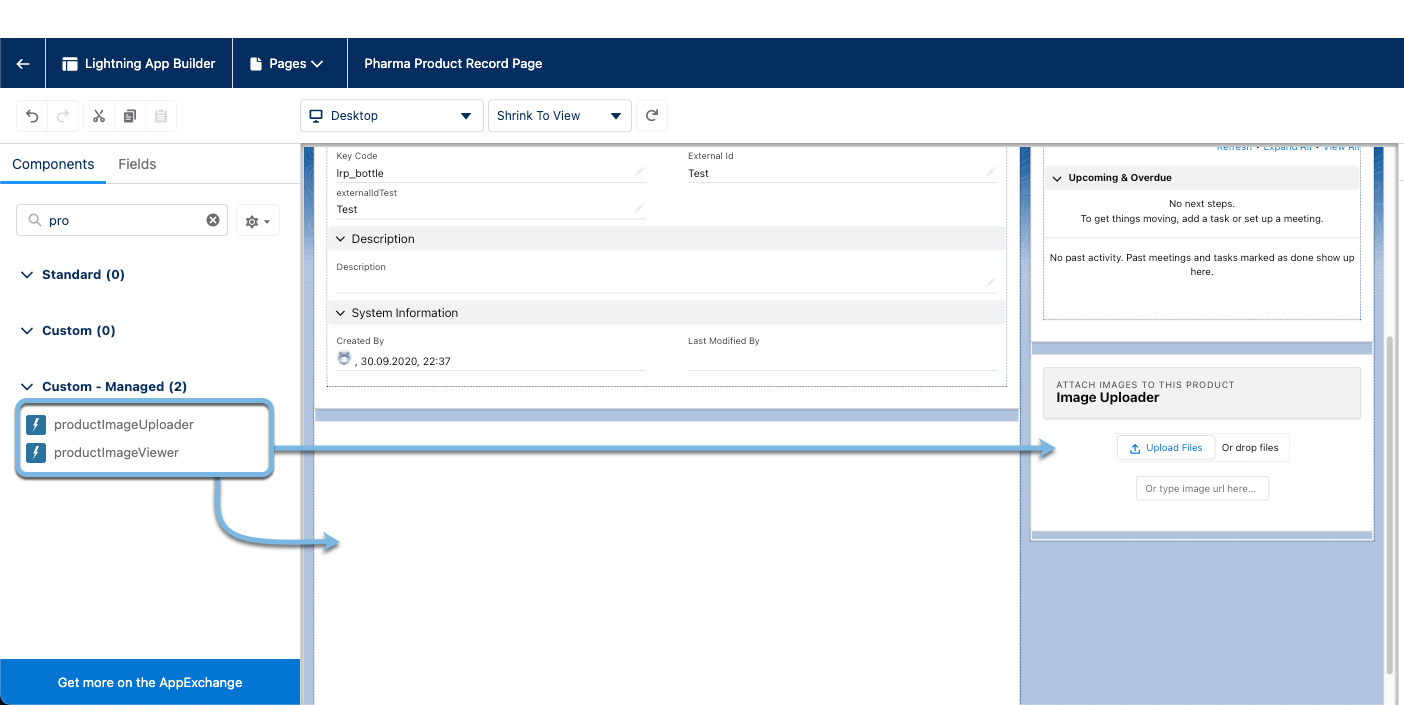 Lightning App Builder
Pages
Pharma Product Record Page
Desktop
Shrink To View
Components
Fields
pro
Standard (0)
Custom (0)
Custom - Managed (2)
productImageUploader
productImageViewer
Get more on the AppExchange
Key Code
External Id
lrp_bottle
Test
externalIdTest
Test
Description
Description
System Information
Created By
Last Modified By
, 30.09.2020, 22:37
Refresh • Expand All • View All
Upcoming & Overdue
No next steps.
To get things moving, add a task or set up a meeting.
No past activity. Past meetings and tasks marked as done show up
here.
ATTACH IMAGES TO THIS PRODUCT
Image Uploader
Upload Files
Or drop files
Or type image url here...